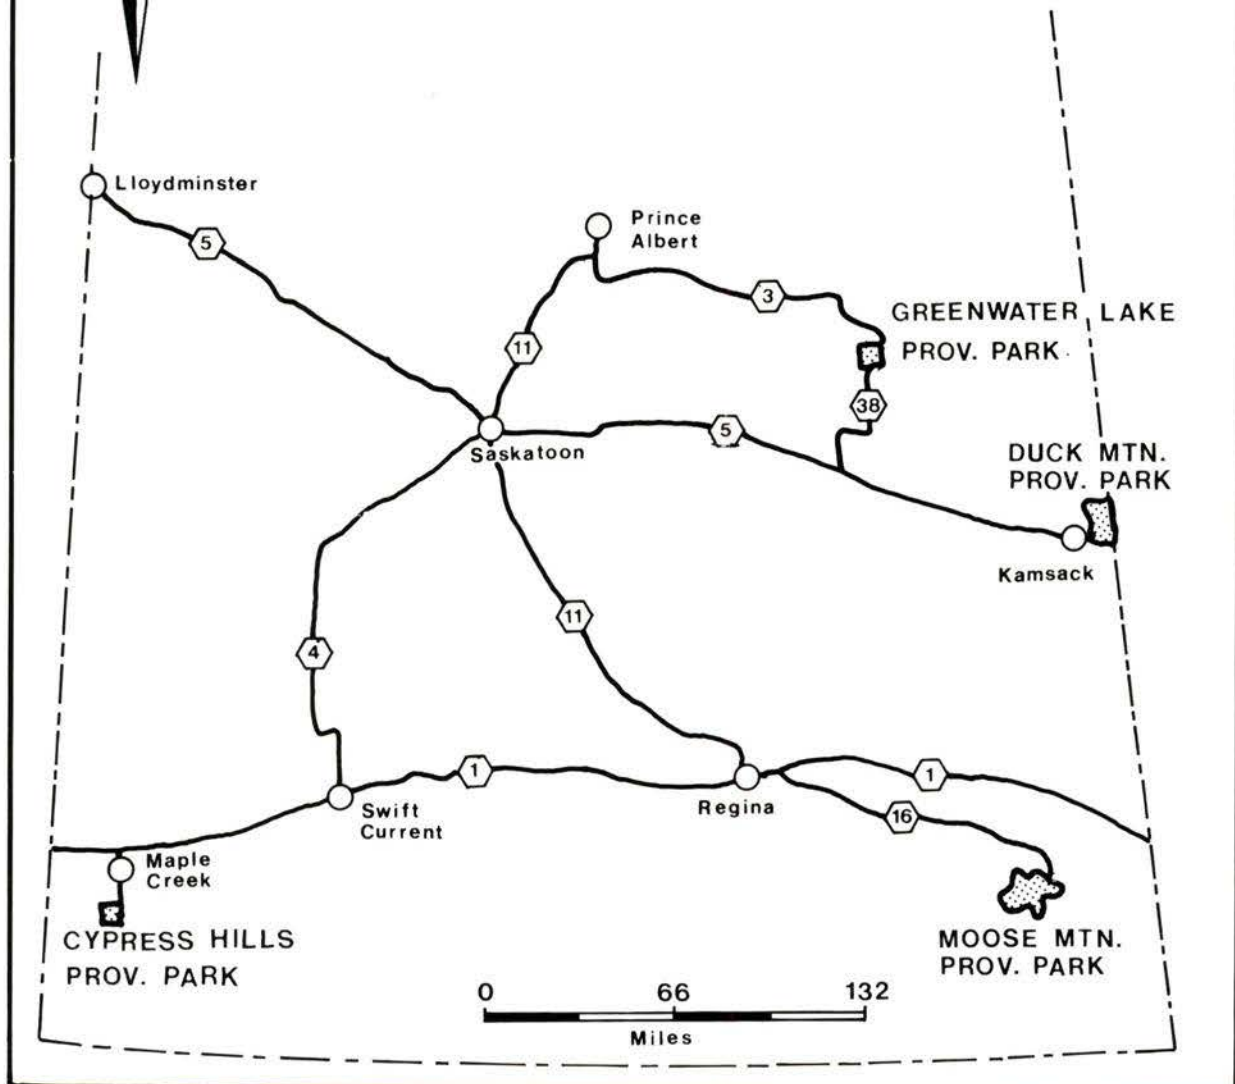 Lloydminster
5
Prince
Albert
3
GREENWATER LAKE
PROV. PARK
11
38
5
Saskatoon
DUCK MTN.
PROV. PARK
Kamsack
11
4
1
1
Swift
Current
Regina
16
Maple
Creek
CYPRESS HILLS
PROV. PARK
MOOSE MTN.
PROV. PARK
0 66 132
Miles